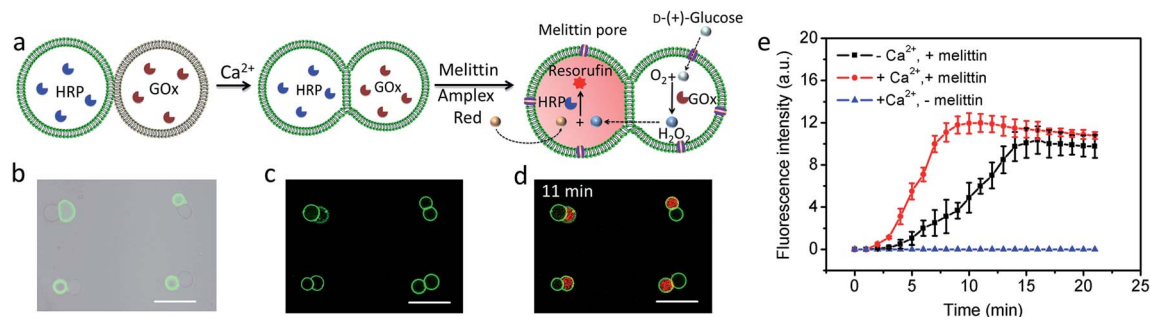 a
HRP
GOx
Ca²⁺
HRP
GOx
Melittin
Amplex
Red
Melittin pore
D-(+)-Glucose
Resorufin
O₂+
HRP
GOx
+
H₂O₂
b
c
d
11 min
e
- Ca²⁺, + melittin
+ Ca²⁺, + melittin
+Ca²⁺, - melittin
Fluorescence intensity (a.u.)
20
16
12
8
4
0
0 5 10 15 20 25
Time (min)